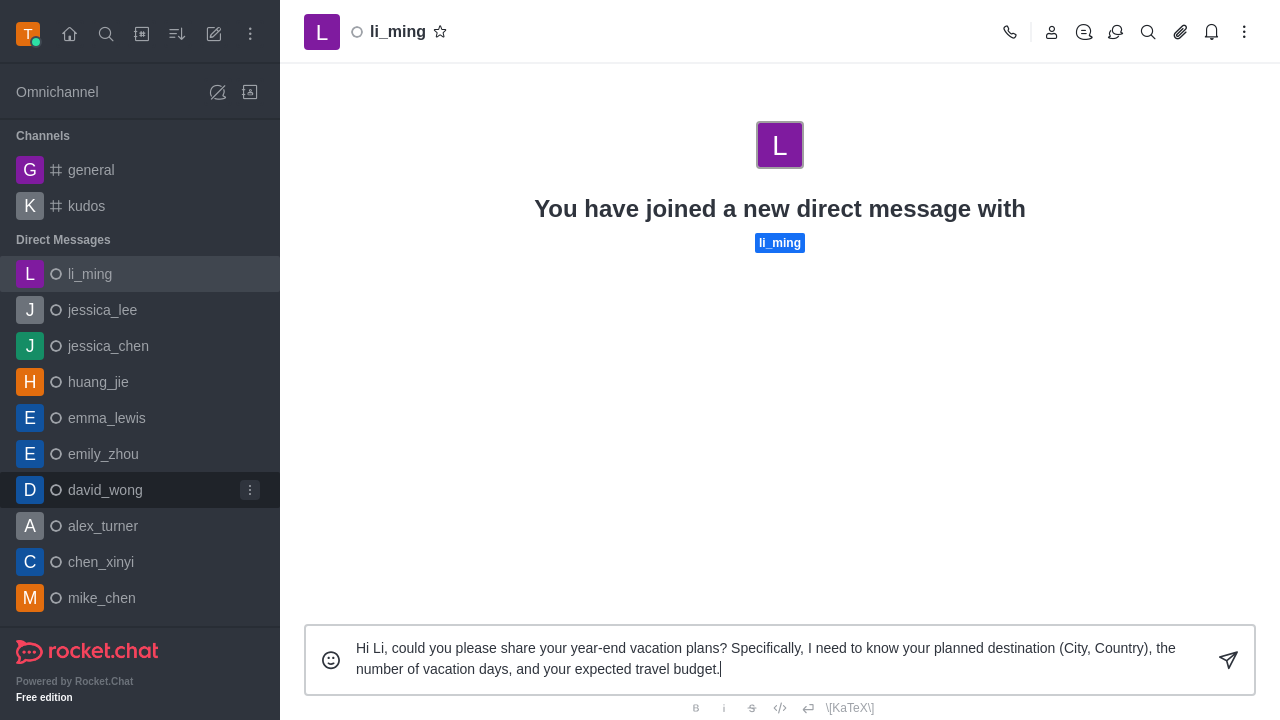 T
Omnichannel
Channels
G general
K kudos
Direct Messages
L li_ming
J jessica_lee
J jessica_chen
H huang_jie
E emma_lewis
E emily_zhou
D david_wong
A alex_turner
C chen_xinyi
M mike_chen
rocket.chat
Powered by Rocket.Chat
Free edition
L li_ming
L
You have joined a new direct message with
li_ming
Hi Li, could you please share your year-end vacation plans? Specifically, I need to know your planned destination (City, Country), the
number of vacation days, and your expected travel budget.
B i S \[KaTeX\]